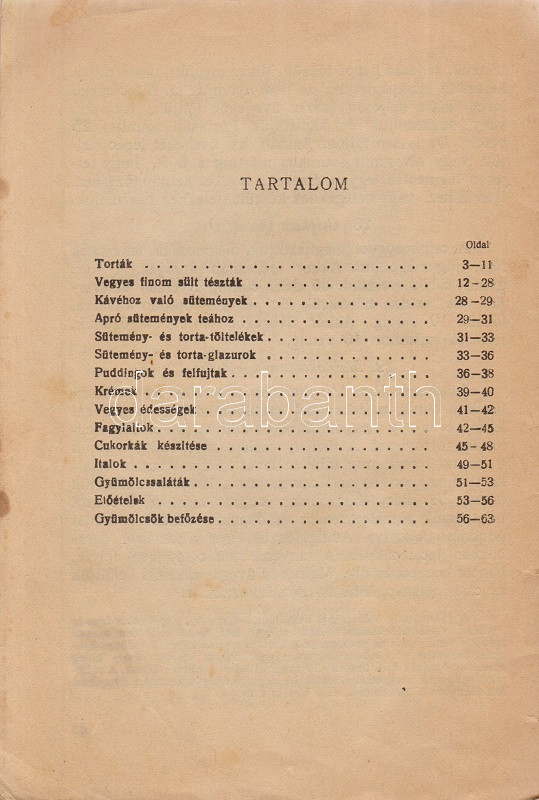 TARTALOM
Oldal
Torták . . . . . . . . . . . . . . . . . . . . 3—11
Vegyes finom sült tészták . . . . . . . . . . . 12-28
Kávéhoz való sütemények . . . . . . . . . . . 28-29
Apró sütemények teához . . . . . . . . . . . . 29—31
Sütemény- és torta-töltelékek . . . . . . . . . . 31—33
Sütemény- és torta-glazurok . . . . . . . . . . 33—36
Puddingok és felfujtak . . . . . . . . . . . . . 36—38
Krémek . . . . . . . . . . . . . . . . . . . . 39—40
Vegyes édességek . . . . . . . . . . . . . . . 41—42
Fagylaltok . . . . . . . . . . . . . . . . . . 42—45
Cukorkák készitése . . . . . . . . . . . . . . 45-48
Italok . . . . . . . . . . . . . . . . . . . . 49—51
Gyümölcssaláták . . . . . . . . . . . . . . . . 51—53
Előételek . . . . . . . . . . . . . . . . . . . 53—56
Gyümölcsök befőzése . . . . . . . . . . . . . . 56—63
darabanth